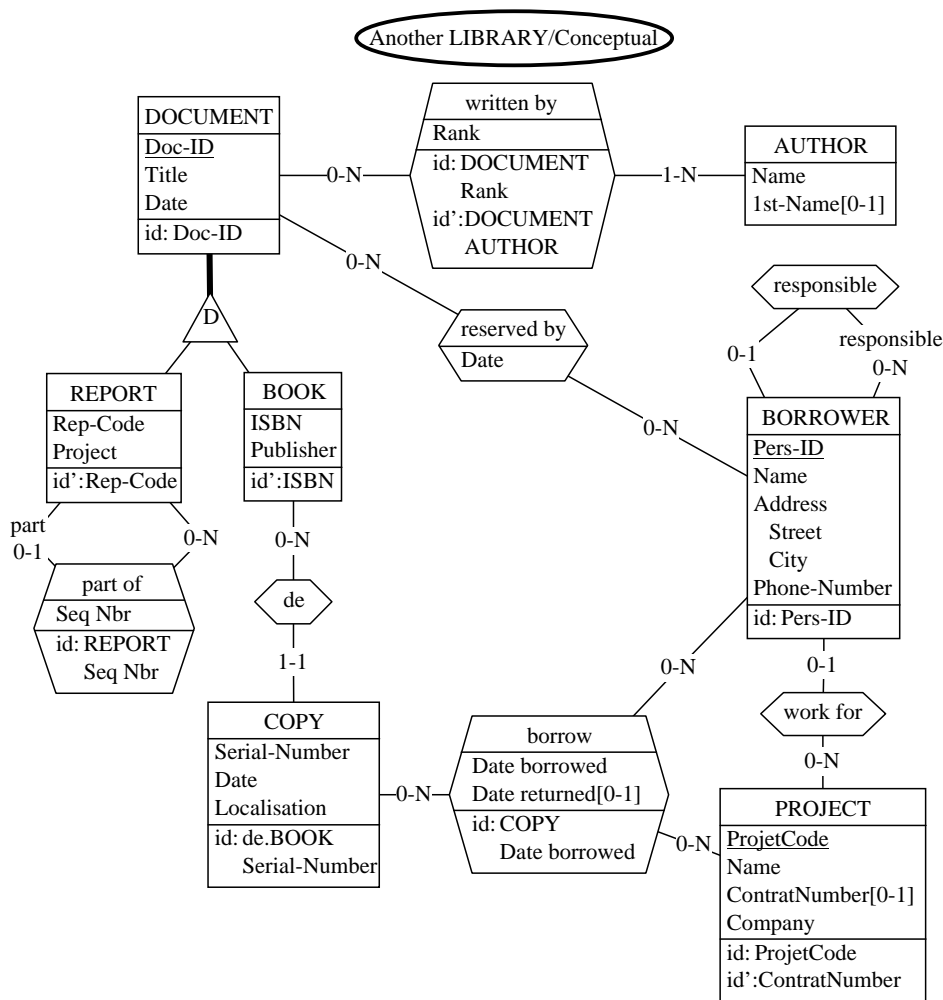 Another LIBRARY/Conceptual
DOCUMENT
Doc-ID
Title
Date
id: Doc-ID
0-N
written by
Rank
id: DOCUMENT
Rank
id’:DOCUMENT
AUTHOR
1-N
AUTHOR
Name
1st-Name[0-1]
0-N
D
reserved by
Date
0-N
responsible
0-1
responsible
0-N
REPORT
Rep-Code
Project
id’:Rep-Code
BOOK
ISBN
Publisher
id’:ISBN
BORROWER
Pers-ID
Name
Address
Street
City
Phone-Number
id: Pers-ID
part
0-1
0-N
part of
Seq Nbr
id: REPORT
Seq Nbr
0-N
de
1-1
COPY
Serial-Number
Date
Localisation
id: de.BOOK
Serial-Number
0-N
borrow
Date borrowed
Date returned[0-1]
id: COPY
Date borrowed
0-N
0-N
0-1
work for
0-N
PROJECT
ProjetCode
Name
ContratNumber[0-1]
Company
id: ProjetCode
id’:ContratNumber